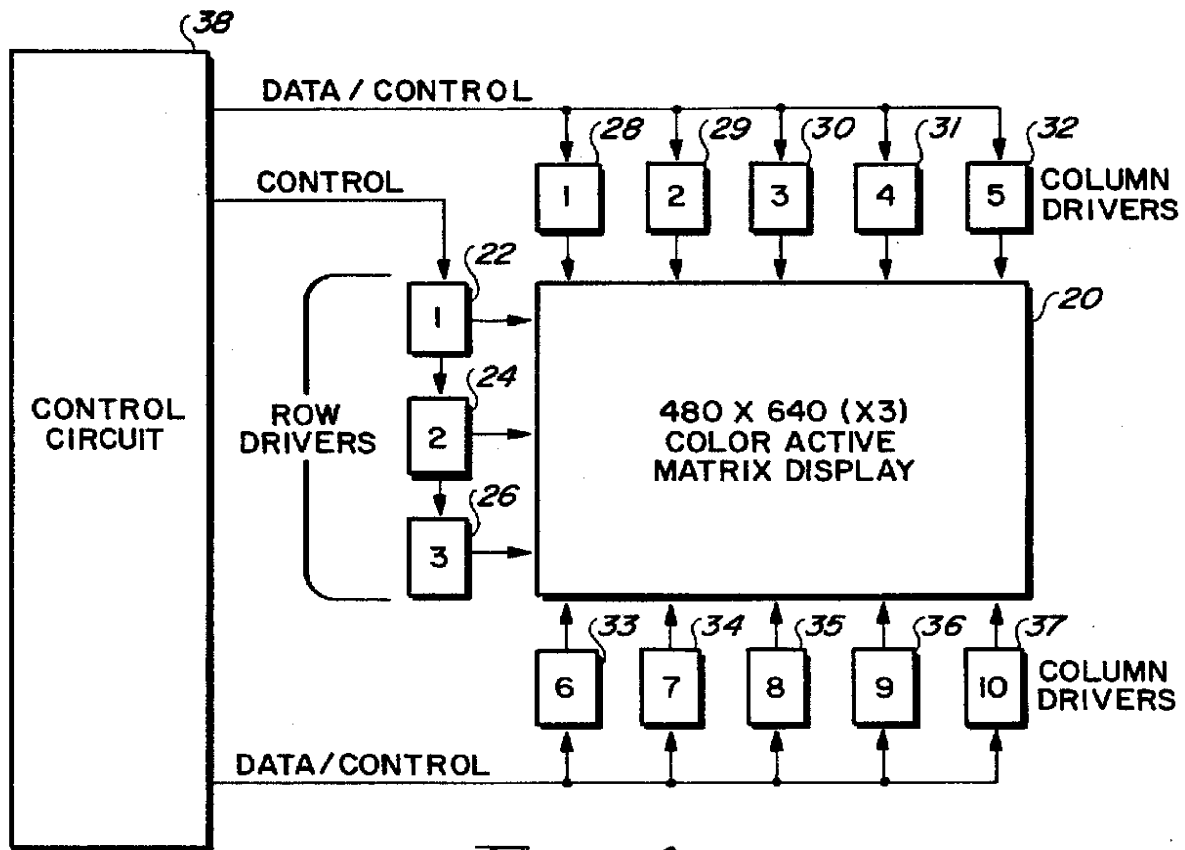 38
DATA / CONTROL
28 29 30 31 32
1 2 3 4 5
COLUMN
DRIVERS
CONTROL
22
1
20
24
2
26
3
CONTROL
CIRCUIT
ROW
DRIVERS
480 X 640 (X3)
COLOR ACTIVE
MATRIX DISPLAY
33 34 35 36 37
6 7 8 9 10
COLUMN
DRIVERS
DATA/CONTROL